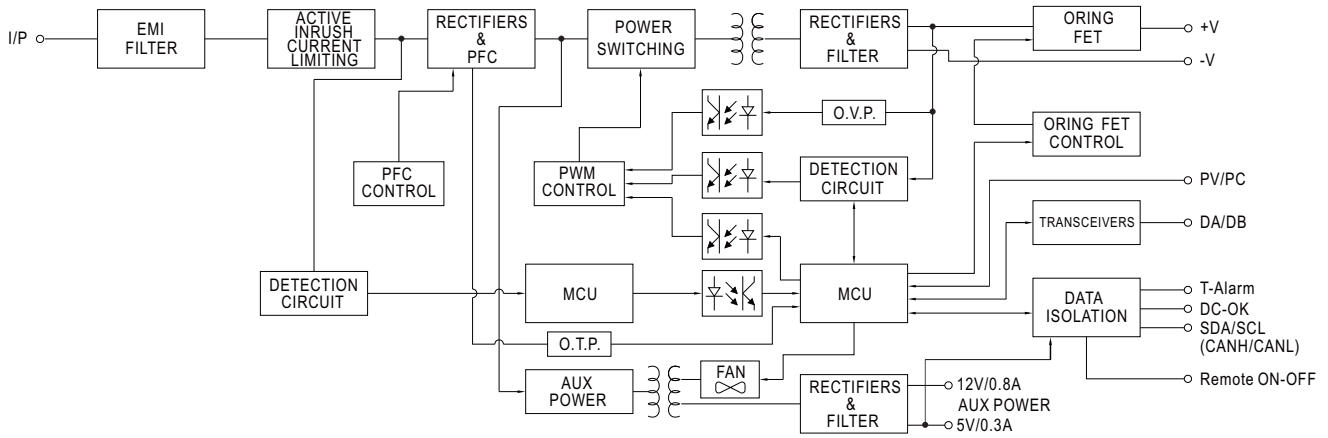 I/P
EMI
FILTER
ACTIVE
INRUSH
CURRENT
LIMITING
RECTIFIERS
&
PFC
POWER
SWITCHING
RECTIFIERS
&
FILTER
ORING
FET
+V
-V
O.V.P.
ORING FET
CONTROL
PFC
CONTROL
PWM
CONTROL
DETECTION
CIRCUIT
PV/PC
TRANSCEIVERS
DA/DB
DETECTION
CIRCUIT
MCU
MCU
DATA
ISOLATION
T-Alarm
DC-OK
SDA/SCL
(CANH/CANL)
O.T.P.
AUX
POWER
FAN
RECTIFIERS
&
FILTER
12V/0.8A
AUX POWER
5V/0.3A
Remote ON-OFF